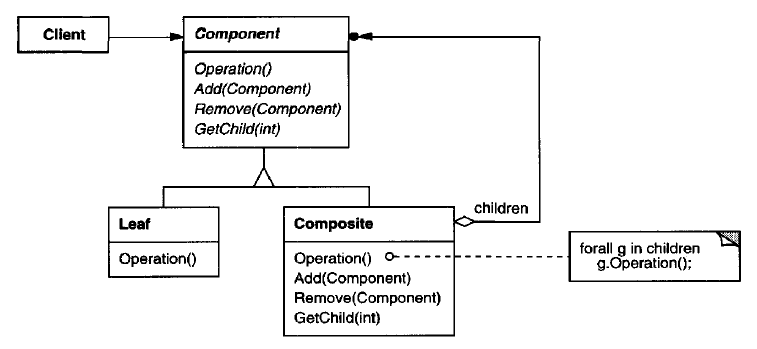 Client
Component
Operation()
Add(Component)
Remove(Component)
GetChild(int)
Leaf
Operation()
Composite
Operation()
Add(Component)
Remove(Component)
GetChild(int)
children
forall g in children
g.Operation();